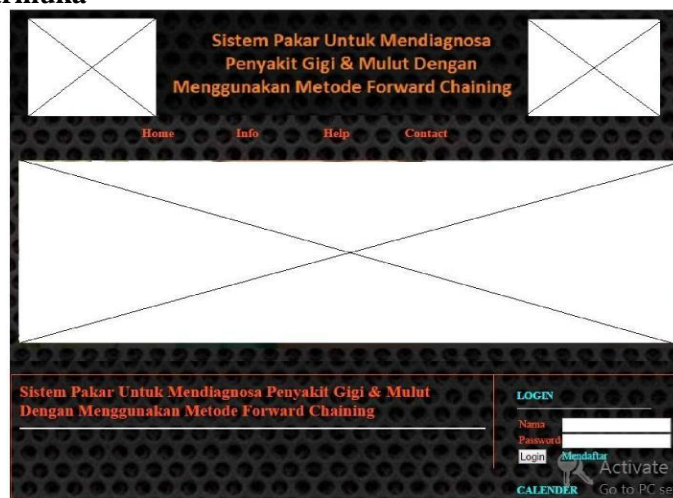 Sistem Pakar Untuk Mendiagnosa
Penyakit Gigi & Mulut Dengan
Menggunakan Metode Forward Chaining
Home Info Help Contact
Sistem Pakar Untuk Mendiagnosa Penyakit Gigi & Mulut
Dengan Menggunakan Metode Forward Chaining
LOGIN
Nama
Password
Login Mendaftar
Activate
CALENDER Go to PC se